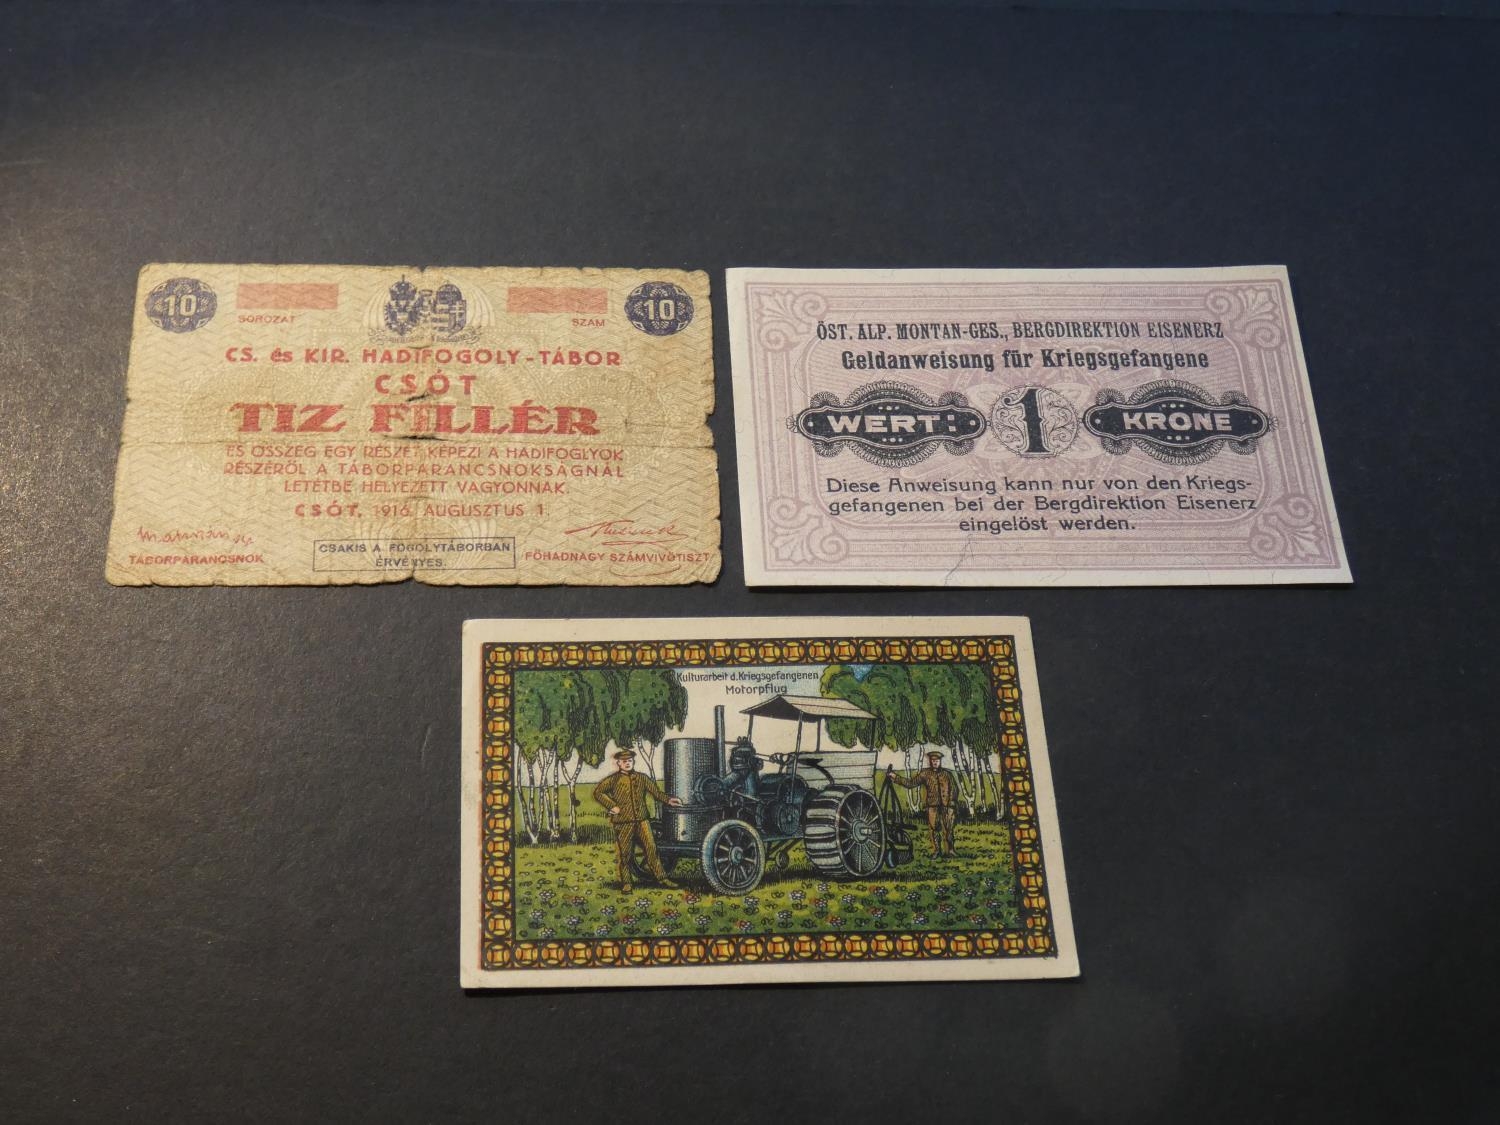 10
10
SOROZAT
SZAM
CS. és KIR. HADIFOGOLY-TÁBOR
CSÓT
TIZ FILLÉR
ES ÖSSZEG EGY RÉSZÉT KÉPEZI A HADIFOGLYOK
RÉSZÉRŐL A TÁBORPARANCSNOKSÁGNÁL
LETÉTBE HELYEZETT VAGYONNAK.
CSÓT, 1916. AUGUSZTUS 1.
TÁBORPARANCSNOK
CSAKIS A FOGOLYTÁBORBAN
ÉRVÉNYES.
FŐHADNAGY SZÁMVIVŐTISZT
ÖST. ALP. MONTAN-GES., BERGDIREKTION EISENERZ
Geldanweisung für Kriegsgefangene
WERT: 1 KRONE
Diese Anweisung kann nur von den Kriegs-
gefangenen bei der Bergdirektion Eisenerz
eingelöst werden.
Kulturarbeit d. Kriegsgefangenen
Motorpflug